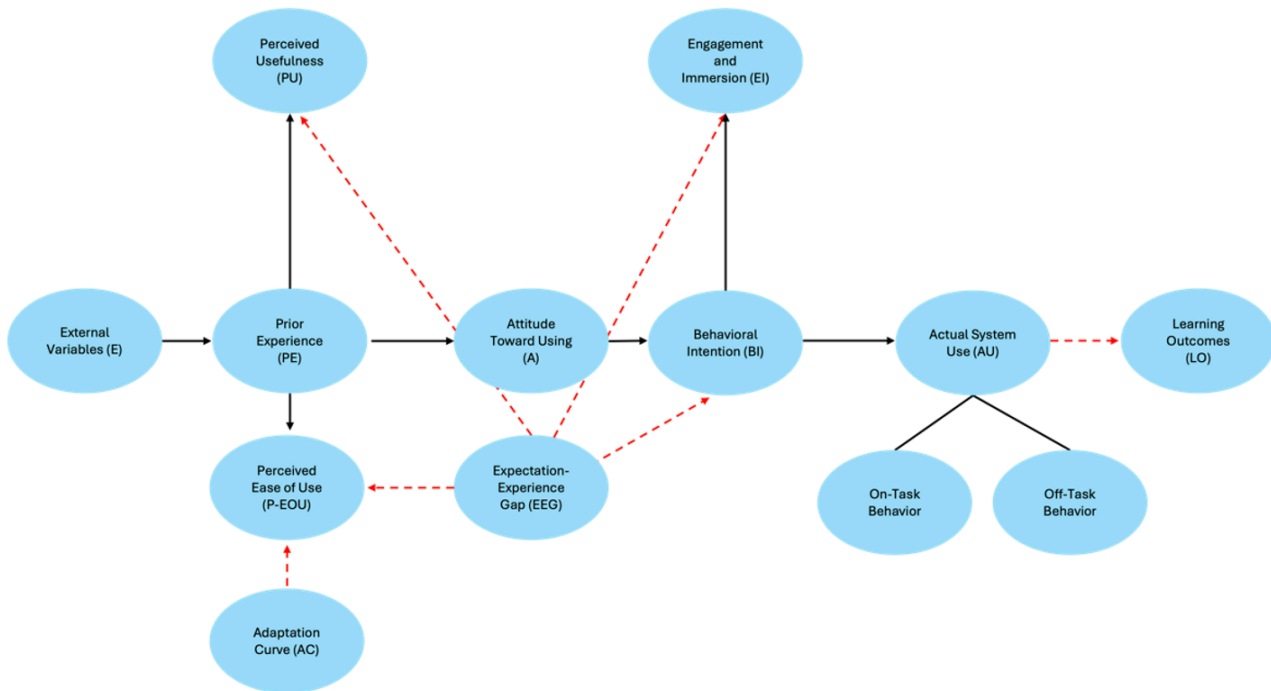 Perceived
Usefulness
(PU)
Engagement
and
Immersion (EI)
External
Variables (E)
Prior
Experience
(PE)
Attitude
Toward Using
(A)
Behavioral
Intention (BI)
Actual System
Use (AU)
Learning
Outcomes
(LO)
Perceived
Ease of Use
(P-EOU)
Expectation-
Experience
Gap (EEG)
On-Task
Behavior
Off-Task
Behavior
Adaptation
Curve (AC)